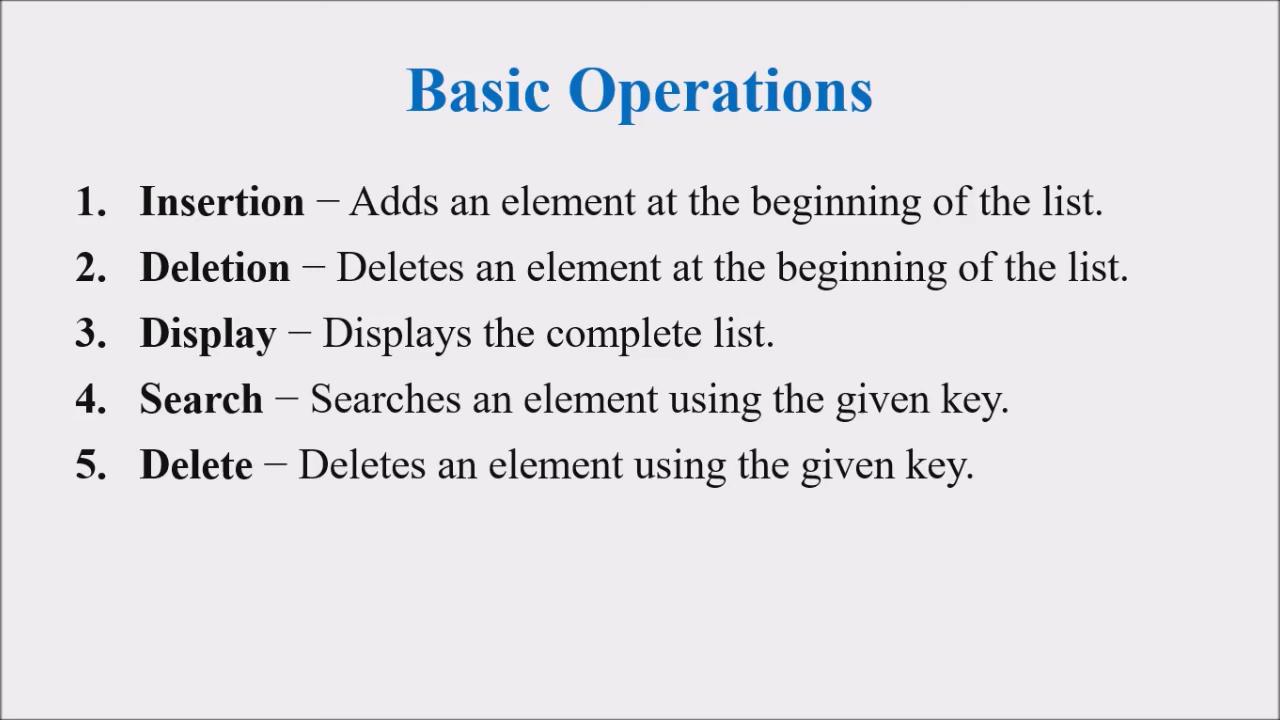 Basic Operations
1. Insertion − Adds an element at the beginning of the list.
2. Deletion − Deletes an element at the beginning of the list.
3. Display − Displays the complete list.
4. Search − Searches an element using the given key.
5. Delete − Deletes an element using the given key.